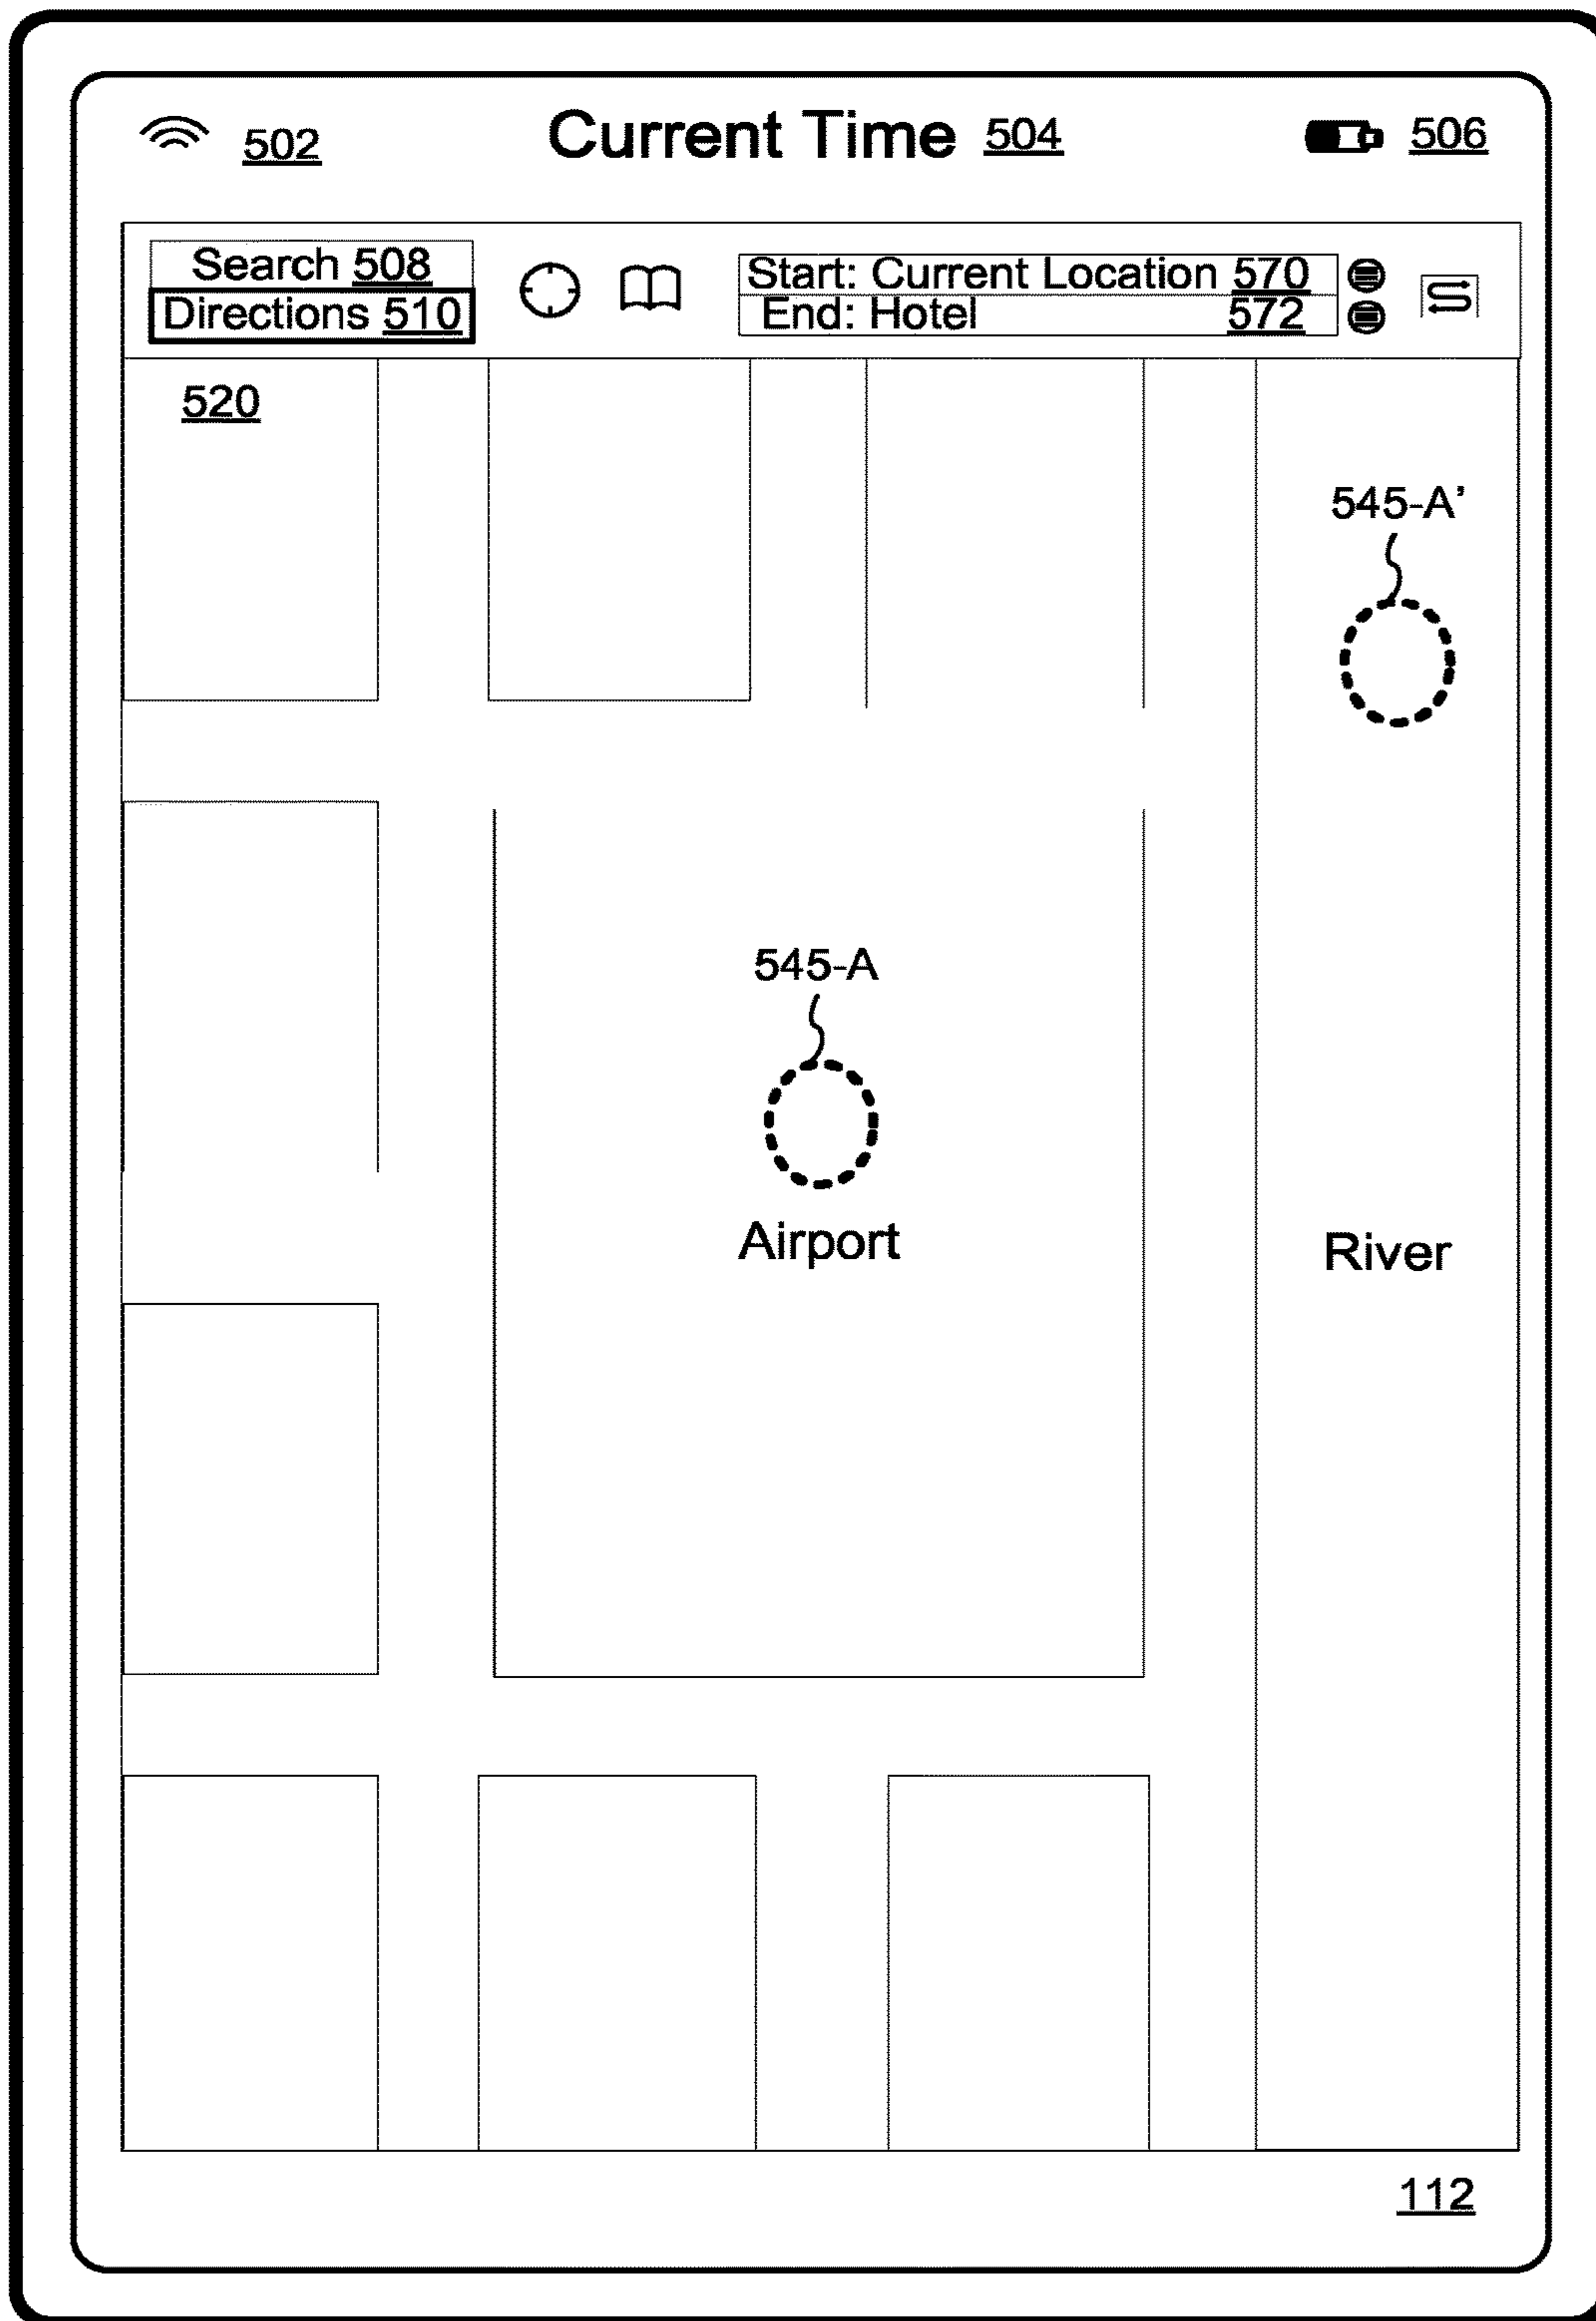 502
Current Time 504
506
Search 508
Directions 510
Start: Current Location 570
End: Hotel 572
520
545-A’
545-A
Airport
River
112